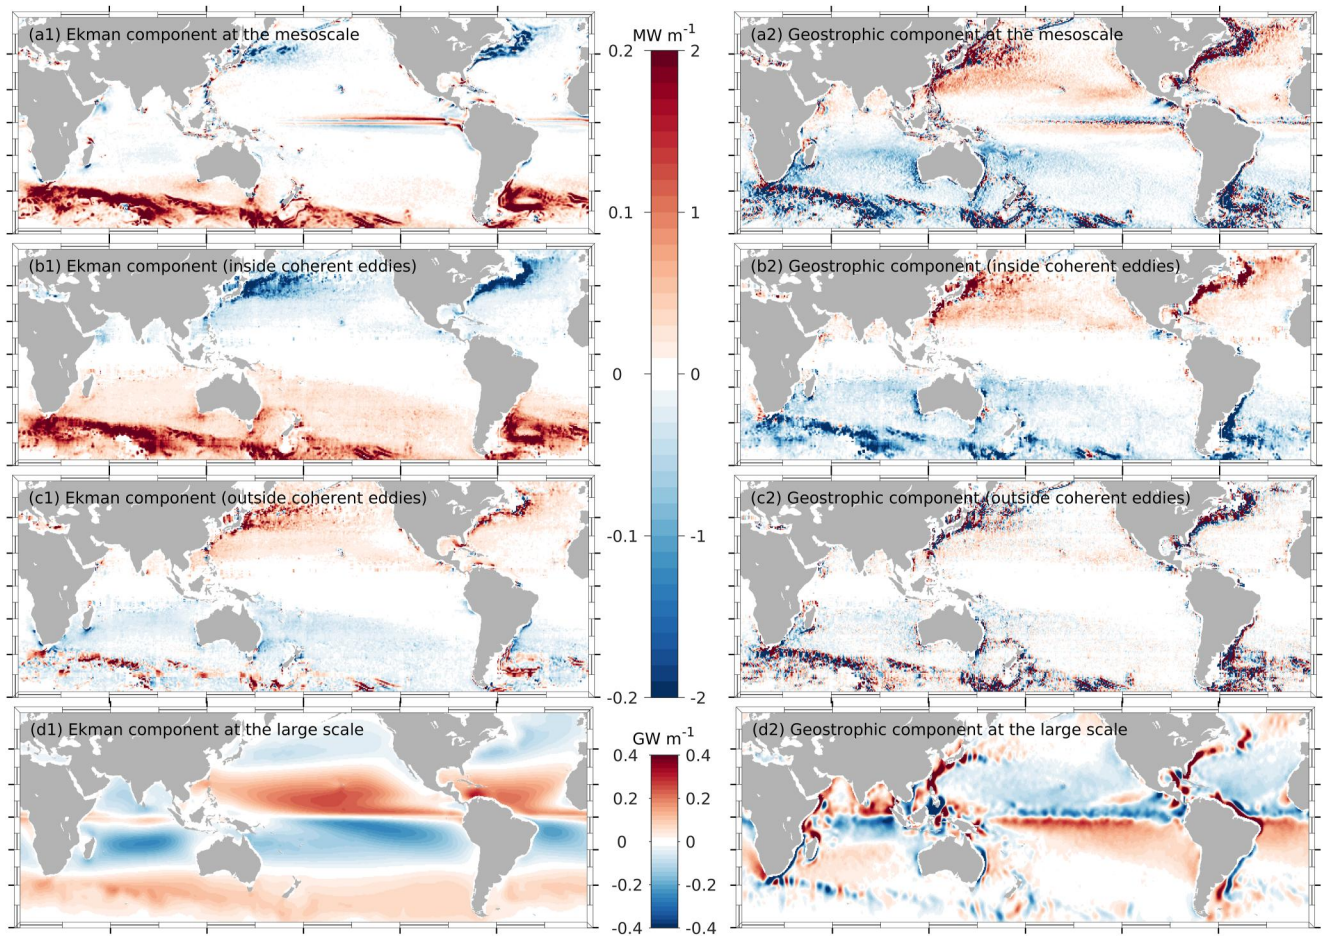 (a1) Ekman component at the mesoscale
MW m⁻¹
(a2) Geostrophic component at the mesoscale
0.2
2
0.1
1
(b1) Ekman component (inside coherent eddies)
(b2) Geostrophic component (inside coherent eddies)
0
0
(c1) Ekman component (outside coherent eddies)
(c2) Geostrophic component (outside coherent eddies)
-0.1
-1
-0.2
-2
(d1) Ekman component at the large scale
GW m⁻¹
(d2) Geostrophic component at the large scale
0.4
0.4
0.2
0.2
0
0
-0.2
-0.2
-0.4
-0.4